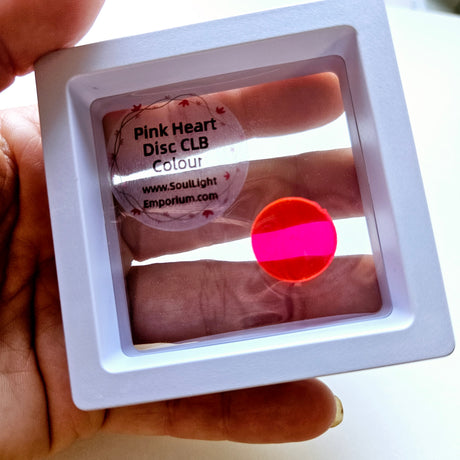 Pink Heart
Disc CLB
Colour
www.SoulLight
Emporium.com